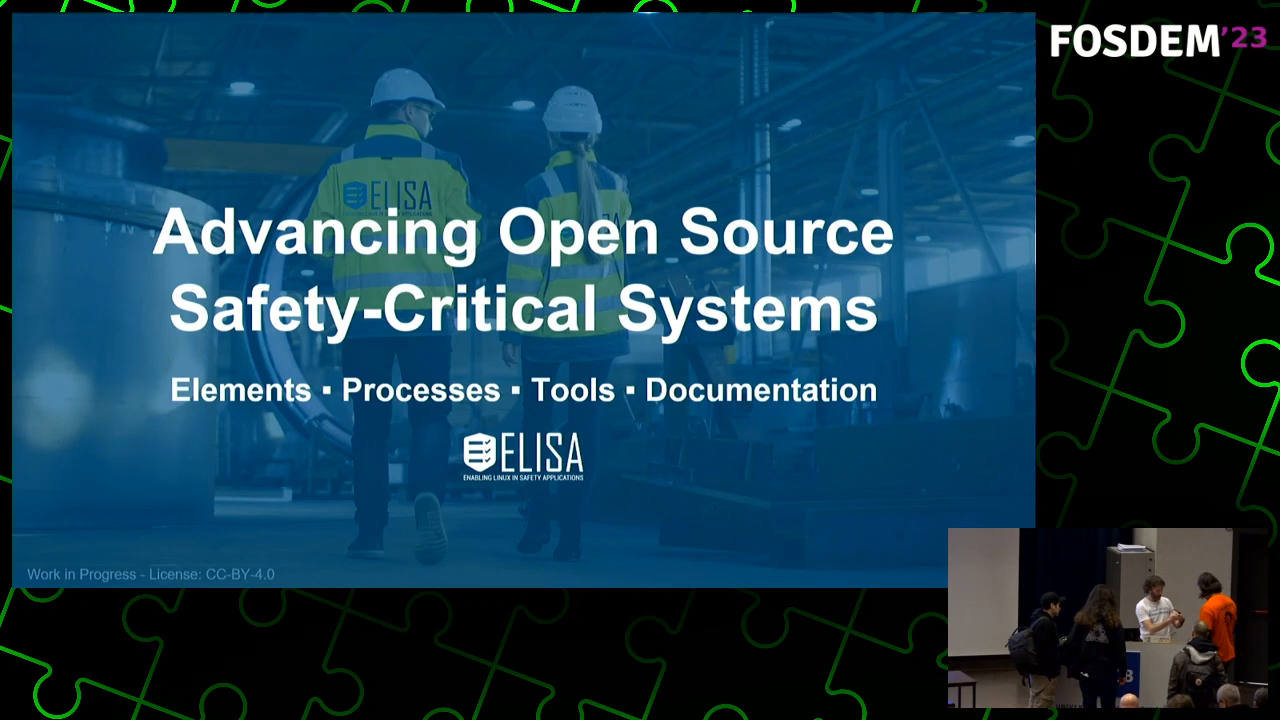 FOSDEM'23
ELISA
Advancing Open Source
Safety-Critical Systems
Elements ▪ Processes ▪ Tools ▪ Documentation
ELISA
ENABLING LINUX IN SAFETY APPLICATIONS
Work in Progress - License: CC-BY-4.0